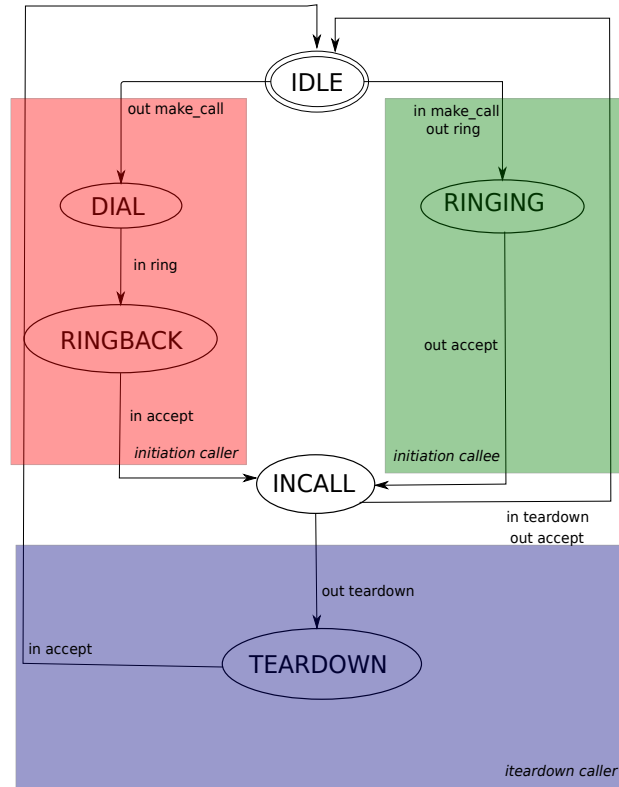 IDLE
out make_call
in make_call
out ring
DIAL
RINGING
in ring
RINGBACK
out accept
in accept
initiation caller
initiation callee
INCALL
in teardown
out accept
out teardown
in accept
TEARDOWN
iteardown caller